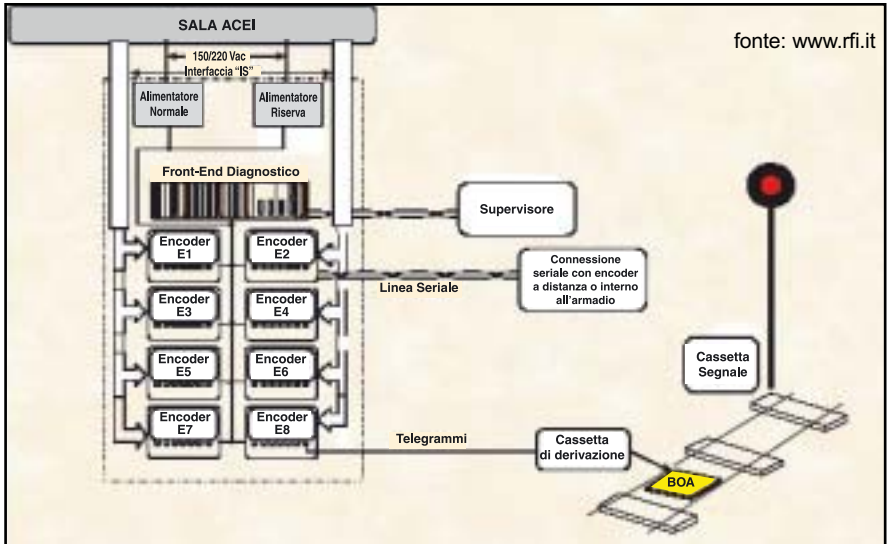 SALA ACEI
fonte: www.rfi.it
150/220 Vac
Interfaccia "IS"
Alimentatore
Normale
Alimentatore
Riserva
Front-End Diagnostico
Supervisore
Encoder
E1
Encoder
E2
Connessione
seriale con encoder
a distanza o interno
all'armadio
Linea Seriale
Encoder
E3
Encoder
E4
Encoder
E5
Encoder
E6
Cassetta
Segnale
Encoder
E7
Encoder
E8
Telegrammi
Cassetta
di derivazione
BOA